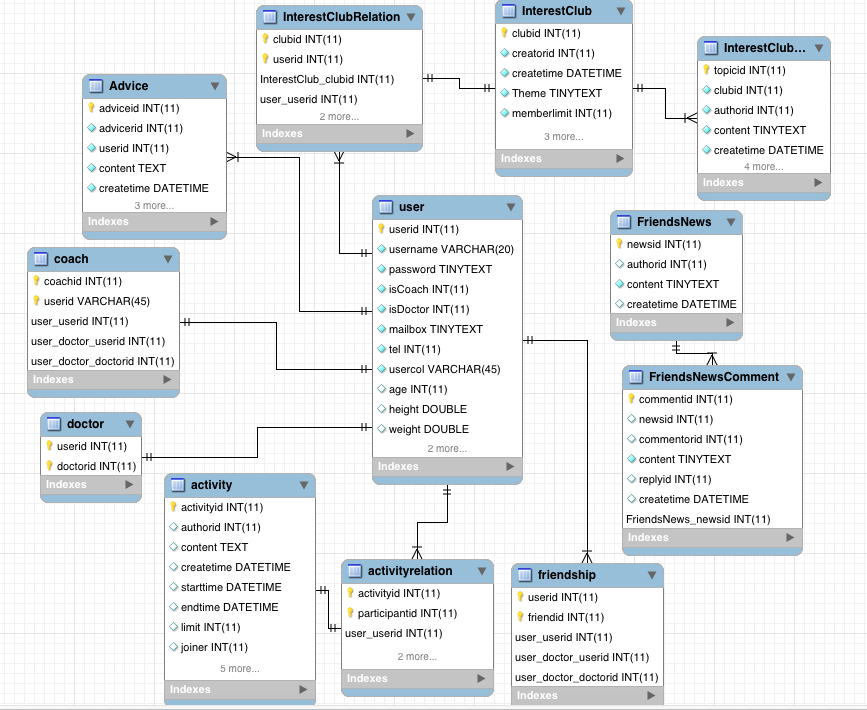 InterestClubRelation
clubid INT(11)
userid INT(11)
InterestClub_clubid INT(11)
user_userid INT(11)
2 more...
Indexes
InterestClub
clubid INT(11)
creatorid INT(11)
createtime DATETIME
Theme TINYTEXT
memberlimit INT(11)
3 more...
Indexes
InterestClub...
topicid INT(11)
clubid INT(11)
authorid INT(11)
content TINYTEXT
createtime DATETIME
4 more...
Indexes
Advice
adviceid INT(11)
advicerid INT(11)
userid INT(11)
content TEXT
createtime DATETIME
3 more...
Indexes
user
userid INT(11)
username VARCHAR(20)
password TINYTEXT
isCoach INT(11)
isDoctor INT(11)
mailbox TINYTEXT
tel INT(11)
usercol VARCHAR(45)
age INT(11)
height DOUBLE
weight DOUBLE
2 more...
Indexes
FriendsNews
newsid INT(11)
authorid INT(11)
content TINYTEXT
createtime DATETIME
Indexes
coach
coachid INT(11)
userid VARCHAR(45)
user_userid INT(11)
user_doctor_userid INT(11)
user_doctor_doctorid INT(11)
Indexes
FriendsNewsComment
commentid INT(11)
newsid INT(11)
commentorid INT(11)
content TINYTEXT
replyid INT(11)
createtime DATETIME
FriendsNews_newsid INT(11)
Indexes
doctor
userid INT(11)
doctorid INT(11)
Indexes
activity
activityid INT(11)
authorid INT(11)
content TEXT
createtime DATETIME
starttime DATETIME
endtime DATETIME
limit INT(11)
joiner INT(11)
5 more...
Indexes
activityrelation
activityid INT(11)
participantid INT(11)
user_userid INT(11)
2 more...
Indexes
friendship
userid INT(11)
friendid INT(11)
user_userid INT(11)
user_doctor_userid INT(11)
user_doctor_doctorid INT(11)
Indexes